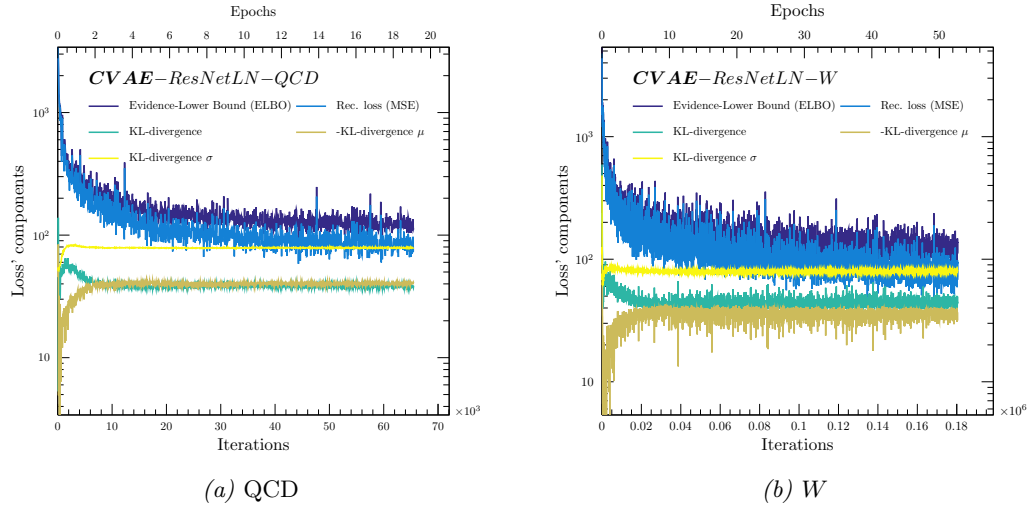 Epochs
0 2 4 6 8 10 12 14 16 18 20
CVAE–ResNetLN–QCD
Evidence-Lower Bound (ELBO) Rec. loss (MSE)
KL-divergence -KL-divergence μ
KL-divergence σ
Loss' components
10³
10²
10
0 10 20 30 40 50 60 70
×10³
Iterations
(a) QCD
Epochs
0 10 20 30 40 50
CVAE–ResNetLN–W
Evidence-Lower Bound (ELBO) Rec. loss (MSE)
KL-divergence -KL-divergence μ
KL-divergence σ
Loss' components
10³
10²
10
0 0.02 0.04 0.06 0.08 0.1 0.12 0.14 0.16 0.18
×10⁶
Iterations
(b) W